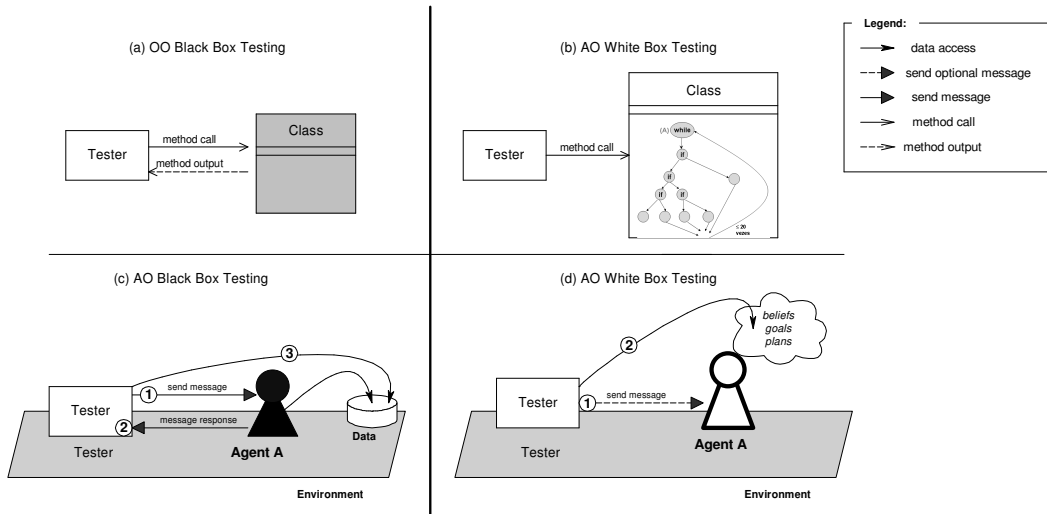 (a) OO Black Box Testing
Tester
method call
method output
Class
(b) AO White Box Testing
Tester
method call
Class
(A)
while
if
if
if
if
≤ 20
vezes
Legend:
data access
send optional message
send message
method call
method output
(c) AO Black Box Testing
3
1
send message
Tester
2
message response
Tester
Agent A
Data
Environment
(d) AO White Box Testing
beliefs
goals
plans
2
Tester
1
send message
Tester
Agent A
Environment